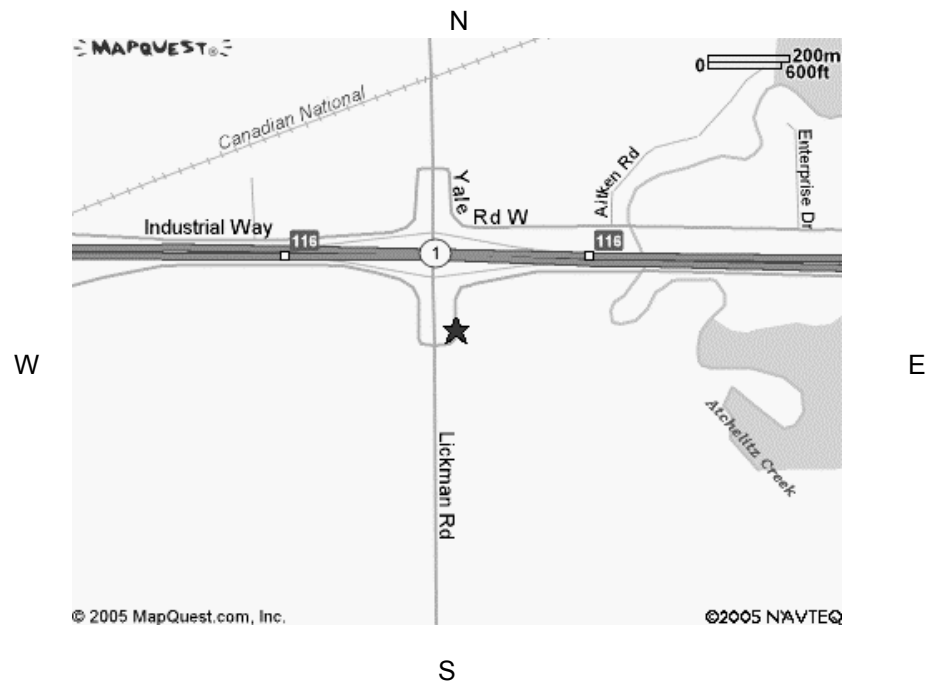 N
MAPQUEST®
0 200m
600ft
Canadian National
Aitken Rd
Enterprise Dr
Yale
Rd W
Industrial Way
116
116
1
W
E
Atchelitz Creek
Lickman Rd
© 2005 MapQuest.com, Inc.
©2005 NAVTEQ
S